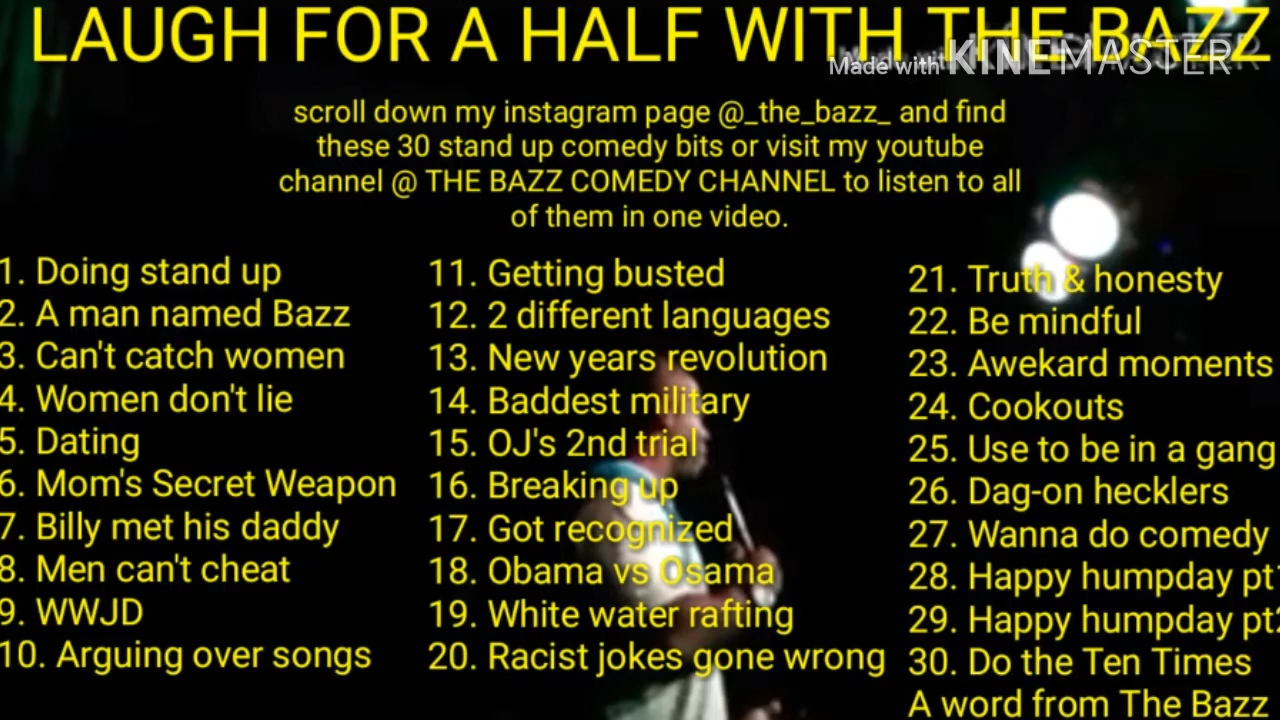 LAUGH FOR A HALF WITH THE BAZZ
Made with KINEMASTER
scroll down my instagram page @_the_bazz_ and find
these 30 stand up comedy bits or visit my youtube
channel @ THE BAZZ COMEDY CHANNEL to listen to all
of them in one video.
1. Doing stand up
2. A man named Bazz
3. Can't catch women
4. Women don't lie
5. Dating
6. Mom's Secret Weapon
7. Billy met his daddy
8. Men can't cheat
9. WWJD
10. Arguing over songs
11. Getting busted
12. 2 different languages
13. New years revolution
14. Baddest military
15. OJ's 2nd trial
16. Breaking up
17. Got recognized
18. Obama vs Osama
19. White water rafting
20. Racist jokes gone wrong
21. Truth & honesty
22. Be mindful
23. Awekard moments
24. Cookouts
25. Use to be in a gang
26. Dag-on hecklers
27. Wanna do comedy
28. Happy humpday pt1
29. Happy humpday pt2
30. Do the Ten Times
A word from The Bazz